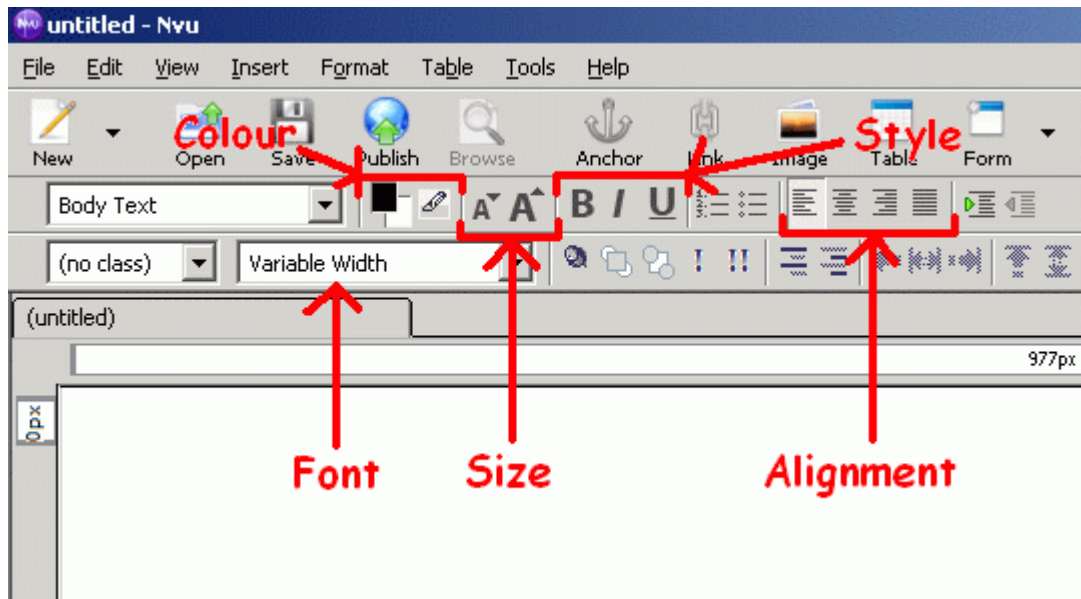 untitled - Nvu
File Edit View Insert Format Table Tools Help
Colour Style
New Open Save Publish Browse Anchor Link Image Table Form
Body Text A A B I U
(no class) Variable Width ! !!
(untitled)
977px
0px
Font Size Alignment